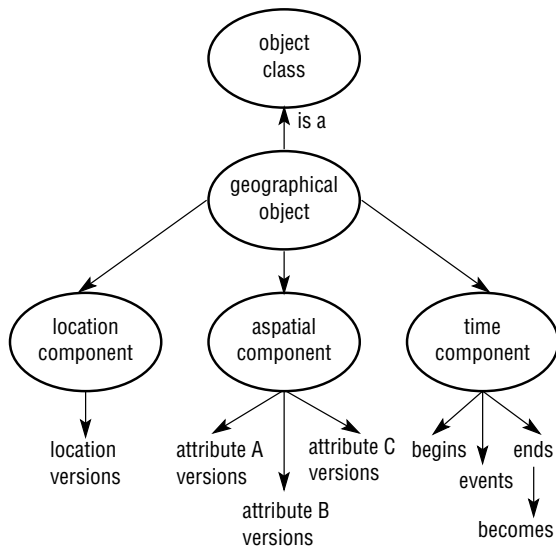 object
class
is a
geographical
object
location
component
aspatial
component
time
component
location
versions
attribute A
versions
attribute B
versions
attribute C
versions
begins
events
ends
becomes